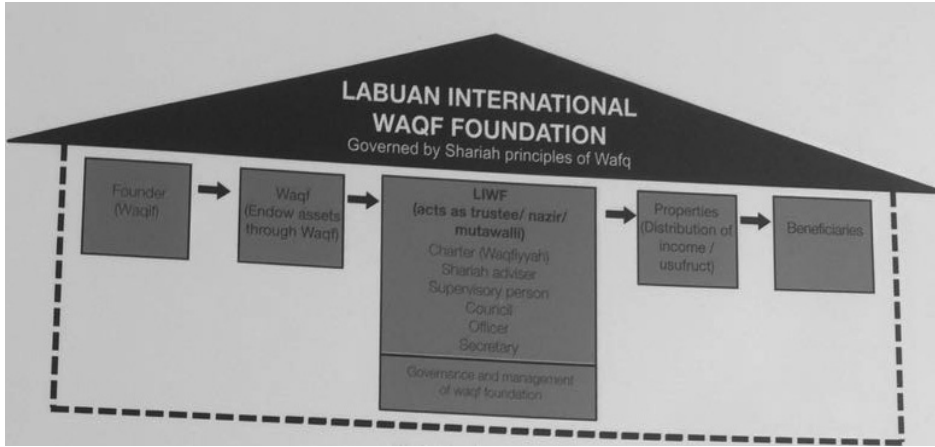 LABUAN INTERNATIONAL
WAQF FOUNDATION
Governed by Shariah principles of Wafq
Founder
(Waqif)
Waqf
(Endow assets
through Waqf)
LIWF
(acts as trustee/ nazir/
mutawalli)
Charter (Waqfiyyah)
Shariah adviser
Supervisory person
Council
Officer
Secretary
Governance and management
of waqf foundation
Properties
(Distribution of
income /
usufruct)
Beneficiaries